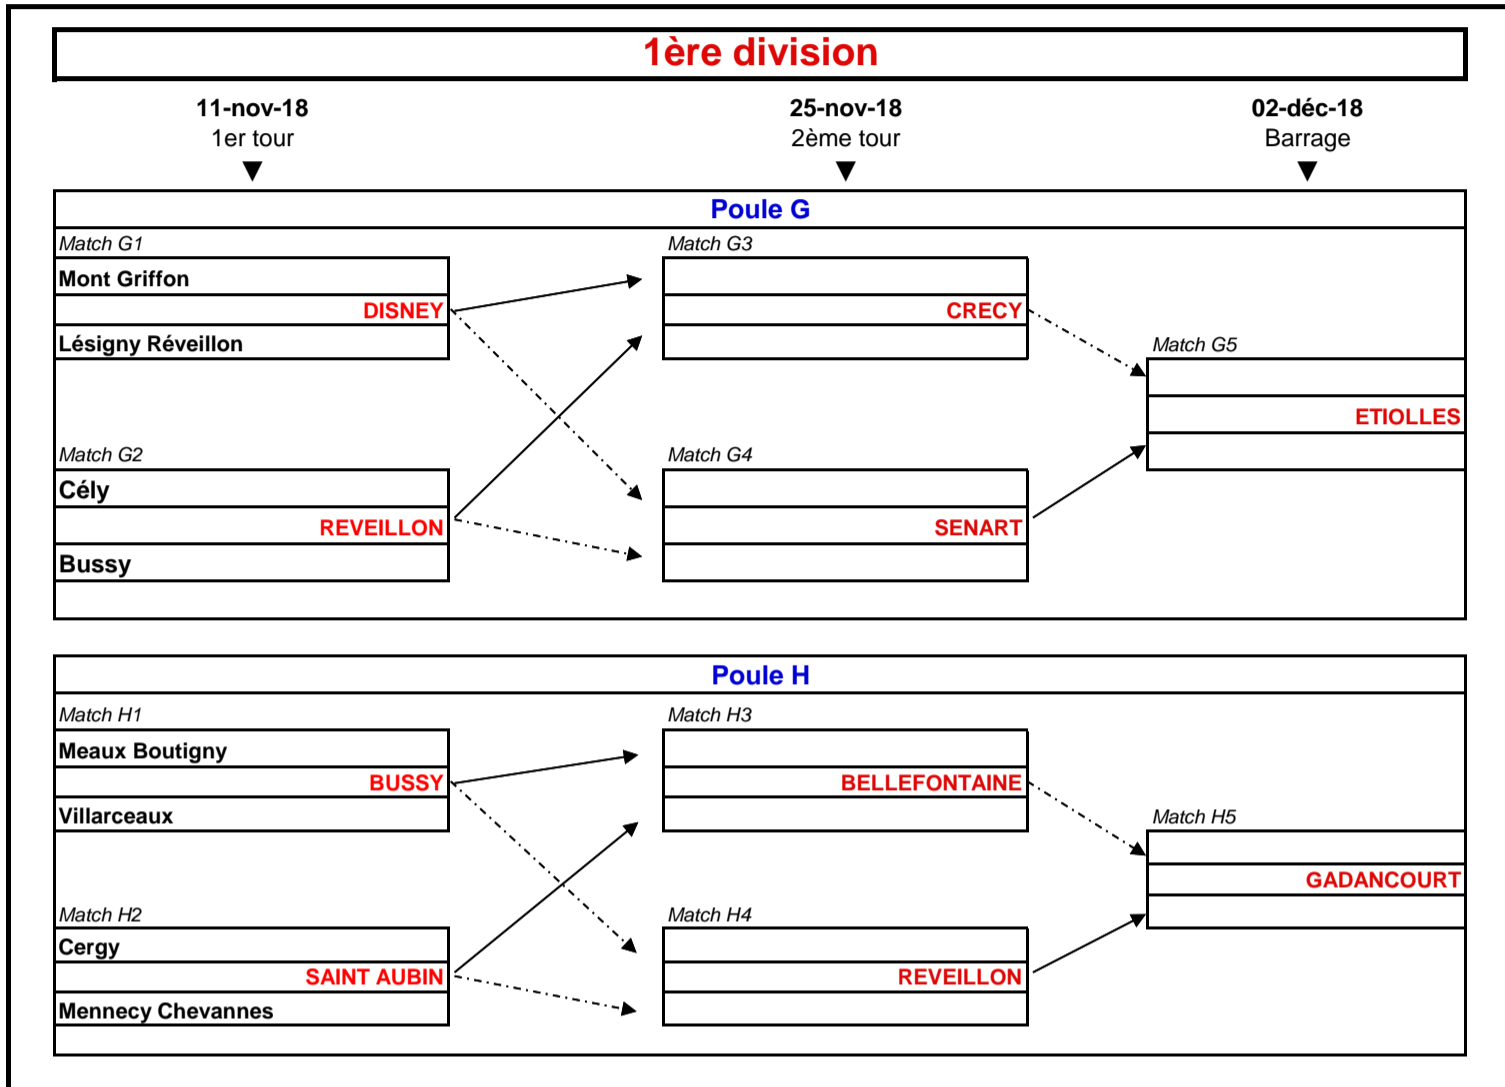 1ère division
11-nov-18
1er tour
25-nov-18
2ème tour
02-déc-18
Barrage
Poule G
Match G1
Mont Griffon
DISNEY
Lésigny Réveillon
Match G3
CRECY
Match G5
ETIOLLES
Match G2
Cély
REVEILLON
Bussy
Match G4
SENART
Poule H
Match H1
Meaux Boutigny
BUSSY
Villarceaux
Match H3
BELLEFONTAINE
Match H5
GADANCOURT
Match H2
Cergy
SAINT AUBIN
Mennecy Chevannes
Match H4
REVEILLON